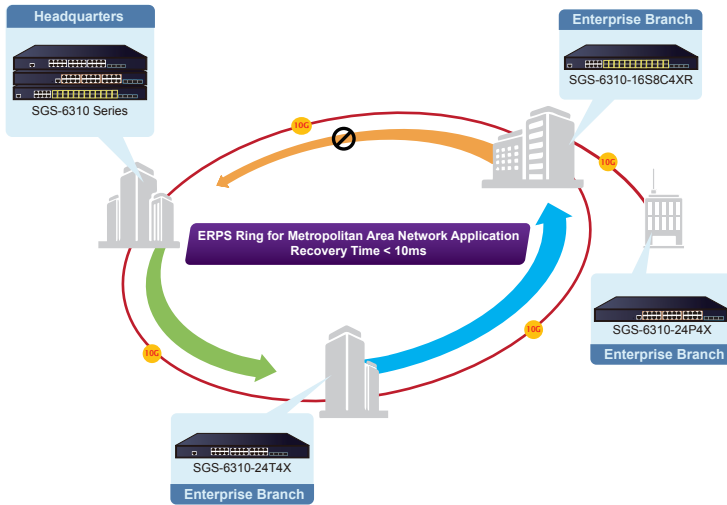 Headquarters
SGS-6310 Series
Enterprise Branch
SGS-6310-16S8C4XR
10G
10G
ERPS Ring for Metropolitan Area Network Application
Recovery Time < 10ms
SGS-6310-24P4X
Enterprise Branch
10G
10G
SGS-6310-24T4X
Enterprise Branch